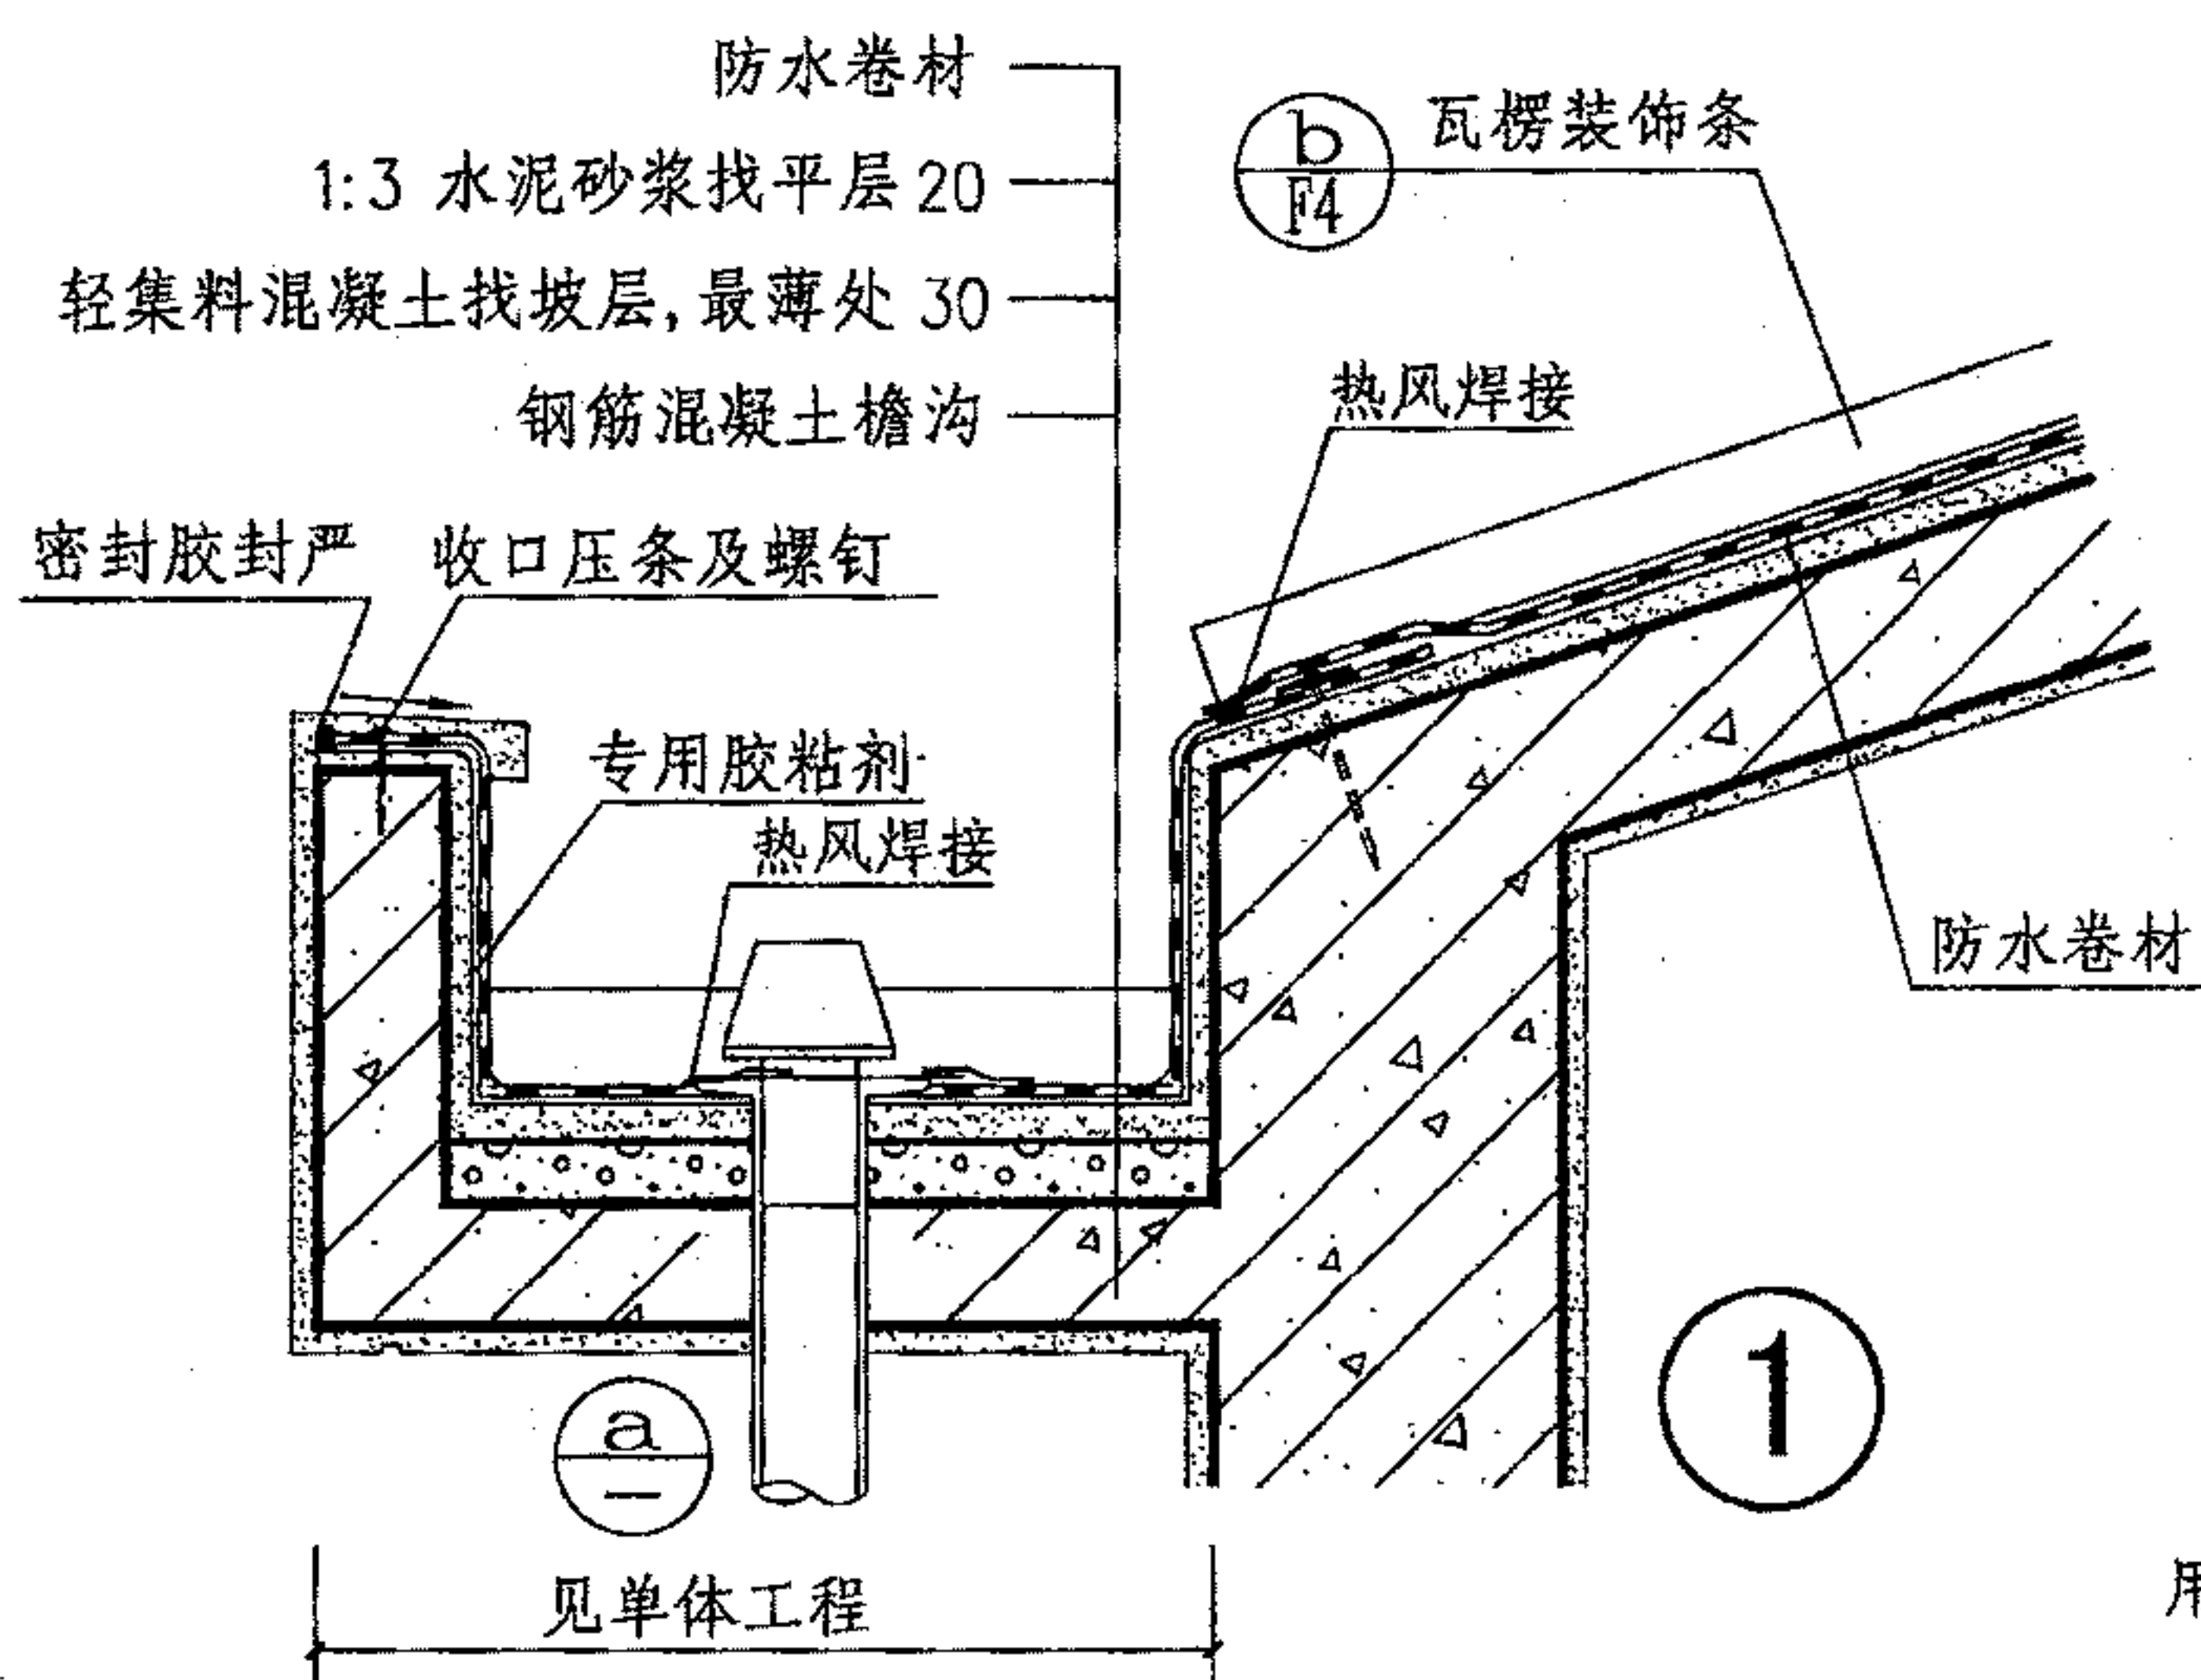 防水卷材
1:3 水泥砂浆找平层 20
轻集料混凝土找坡层,最薄处 30
钢筋混凝土檐沟
b
F4
瓦楞装饰条
热风焊接
密封胶封严
收口压条及螺钉
专用胶粘剂
热风焊接
防水卷材
a
—
1
见单体工程
用